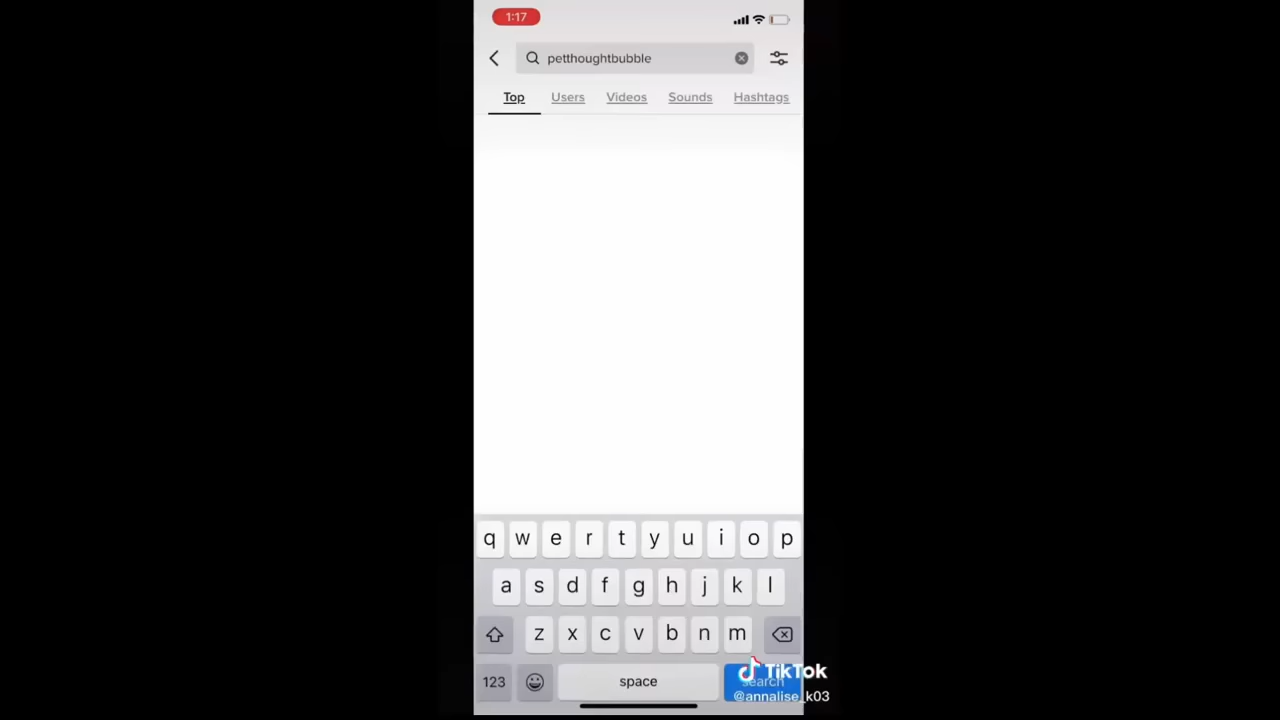 1:17
petthoughtbubble
Top Users Videos Sounds Hashtags
q w e r t y u i o p
a s d f g h j k l
z x c v b n m
123 space search
TikTok
@annalise_k03